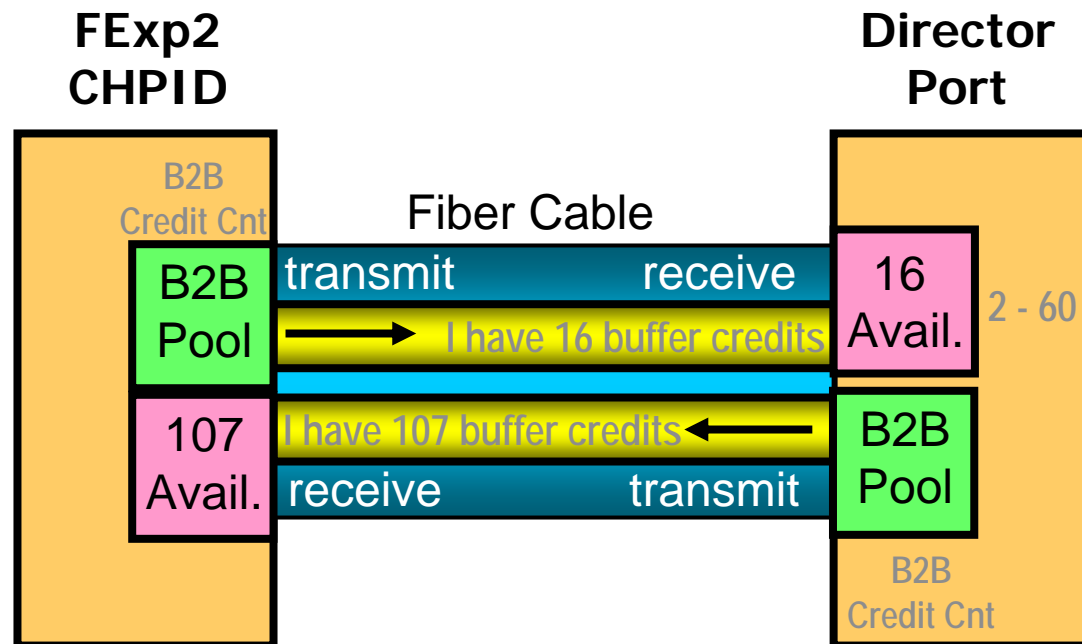 FExp2
CHPID
Director
Port
B2B
Credit Cnt
Fiber Cable
B2B
Pool
transmit
receive
16
Avail.
2 - 60
I have 16 buffer credits
107
Avail.
I have 107 buffer credits
B2B
Pool
receive
transmit
B2B
Credit Cnt